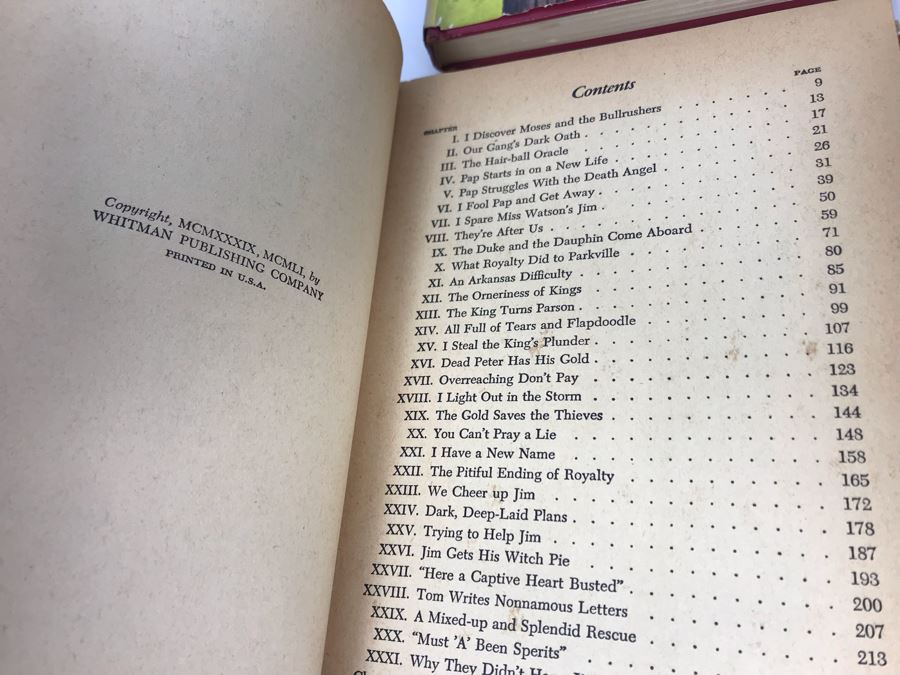 Copyright, MCMXXXIX, MCMLI, by
WHITMAN PUBLISHING COMPANY
PRINTED IN U.S.A.
Contents
CHAPTER PAGE
I. I Discover Moses and the Bullrushers . . . . . . 9
II. Our Gang's Dark Oath . . . . . . 13
III. The Hair-ball Oracle . . . . . . 17
IV. Pap Starts in on a New Life . . . . . . 21
V. Pap Struggles With the Death Angel . . . . . . 26
VI. I Fool Pap and Get Away . . . . . . 31
VII. I Spare Miss Watson's Jim . . . . . . 39
VIII. They're After Us . . . . . . 50
IX. The Duke and the Dauphin Come Aboard . . . . . . 59
X. What Royalty Did to Parkville . . . . . . 71
XI. An Arkansas Difficulty . . . . . . 80
XII. The Orneriness of Kings . . . . . . 85
XIII. The King Turns Parson . . . . . . 91
XIV. All Full of Tears and Flapdoodle . . . . . . 99
XV. I Steal the King's Plunder . . . . . . 107
XVI. Dead Peter Has His Gold . . . . . . 116
XVII. Overreaching Don't Pay . . . . . . 123
XVIII. I Light Out in the Storm . . . . . . 134
XIX. The Gold Saves the Thieves . . . . . . 144
XX. You Can't Pray a Lie . . . . . . 148
XXI. I Have a New Name . . . . . . 158
XXII. The Pitiful Ending of Royalty . . . . . . 165
XXIII. We Cheer up Jim . . . . . . 172
XXIV. Dark, Deep-Laid Plans . . . . . . 178
XXV. Trying to Help Jim . . . . . . 187
XXVI. Jim Gets His Witch Pie . . . . . . 193
XXVII. "Here a Captive Heart Busted" . . . . . . 200
XXVIII. Tom Writes Nonnamous Letters . . . . . . 207
XXIX. A Mixed-up and Splendid Rescue . . . . . . 213
XXX. "Must 'A' Been Sperits" . . . . . .
XXXI. Why They Didn't